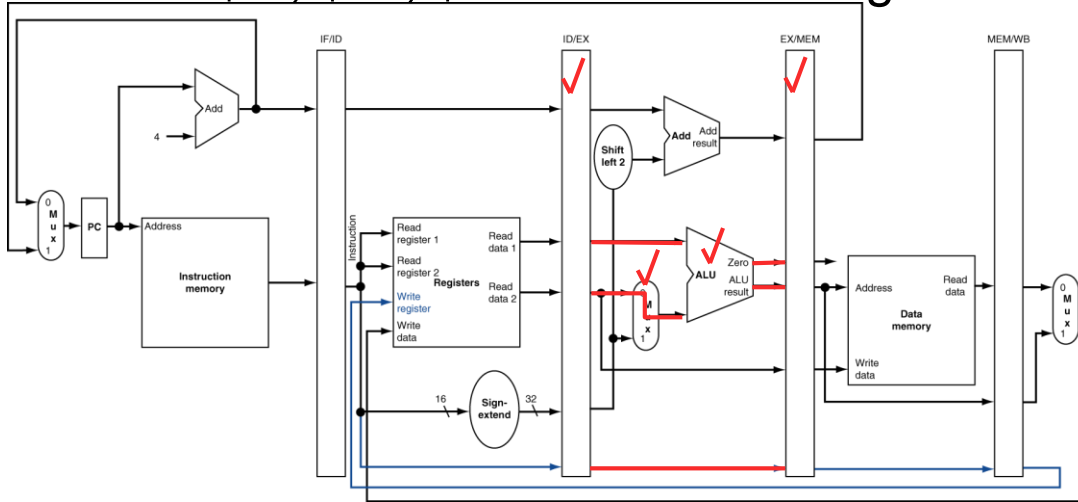 IF/ID
ID/EX
EX/MEM
MEM/WB
Add
4
Shift
left 2
Add
Add
result
0
M
u
x
1
PC
Address
Instruction
memory
Instruction
Read
register 1
Read
register 2
Write
register
Write
data
Registers
Read
data 1
Read
data 2
0
M
x
1
Zero
ALU
ALU
result
Address
Data
memory
Read
data
Write
data
0
M
u
x
1
16
Sign-
extend
32